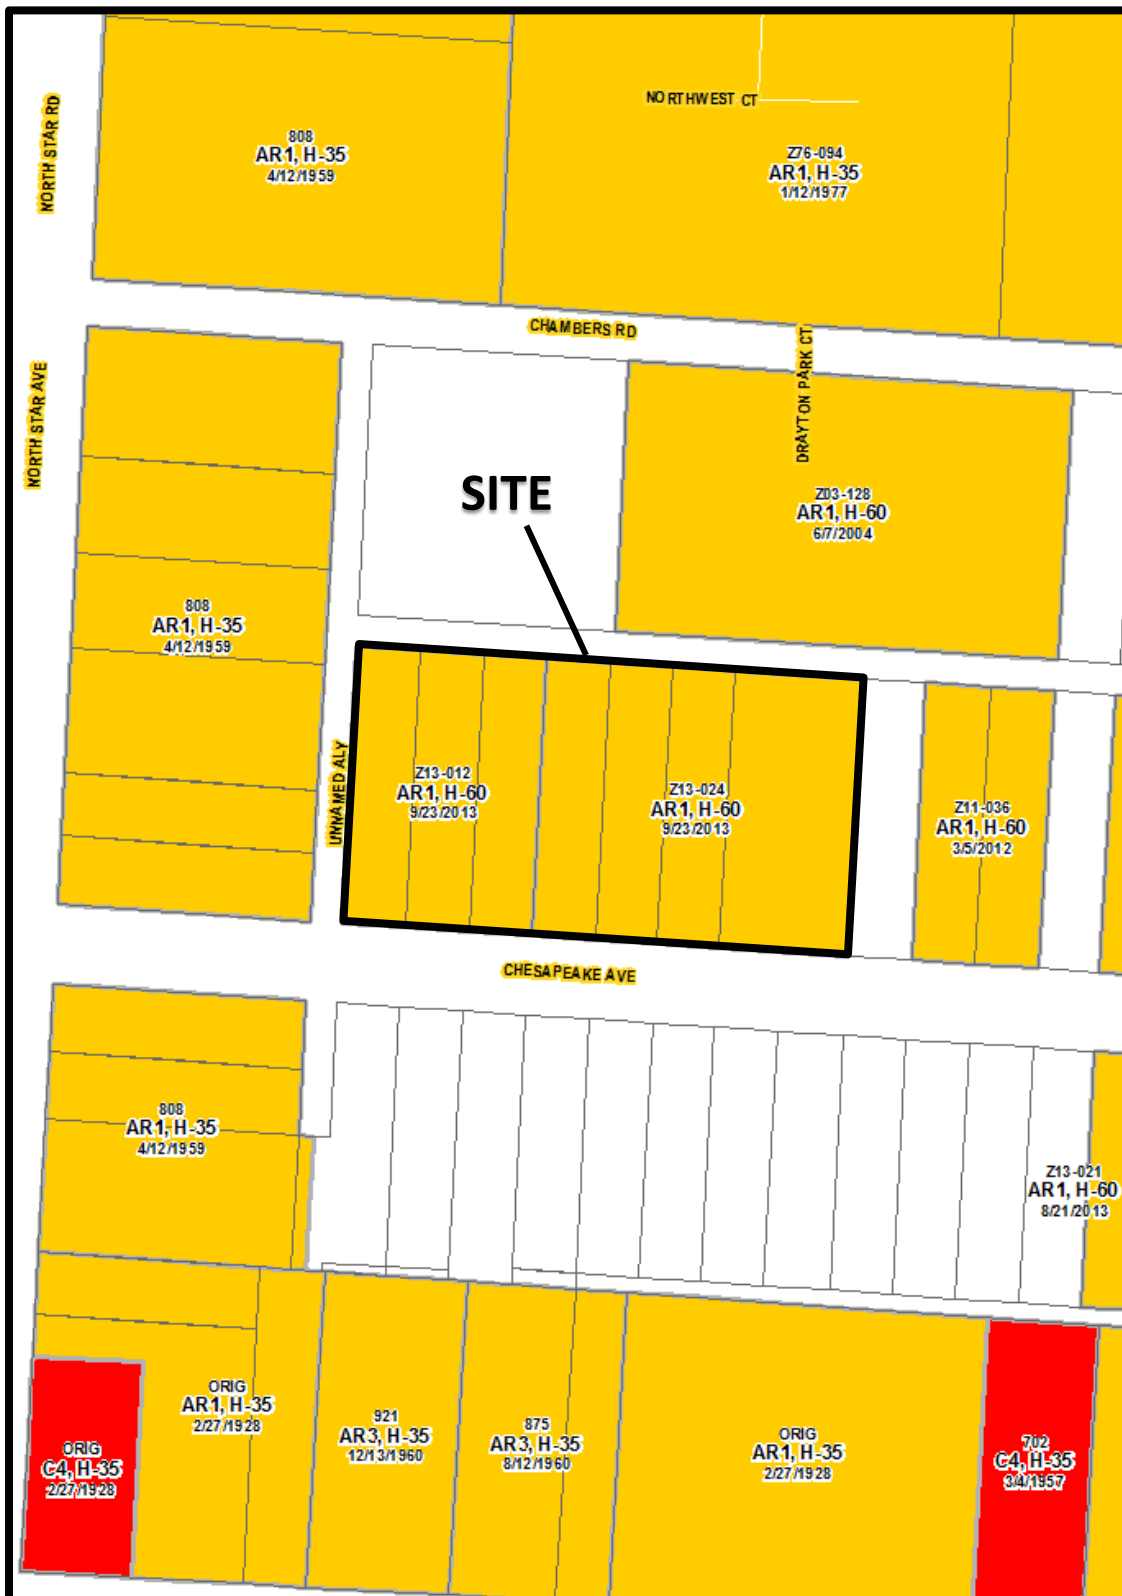 NORTH STAR RD
808
AR1, H-35
4/12/1959
NORTHWEST CT
Z76-094
AR1, H-35
1/12/1977
CHAMBERS RD
NORTH STAR AVE
DRAYTON PARK CT
SITE
Z03-128
AR1, H-60
6/7/2004
808
AR1, H-35
4/12/1959
UNNAMED ALY
Z13-012
AR1, H-60
9/23/2013
Z13-024
AR1, H-60
9/23/2013
Z11-036
AR1, H-60
3/5/2012
CHESAPEAKE AVE
808
AR1, H-35
4/12/1959
Z13-021
AR1, H-60
8/21/2013
ORIG
AR1, H-35
2/27/1928
ORIG
C4, H-35
2/27/1928
921
AR3, H-35
12/13/1960
875
AR3, H-35
8/12/1960
ORIG
AR1, H-35
2/27/1928
702
C4, H-35
3/4/1957